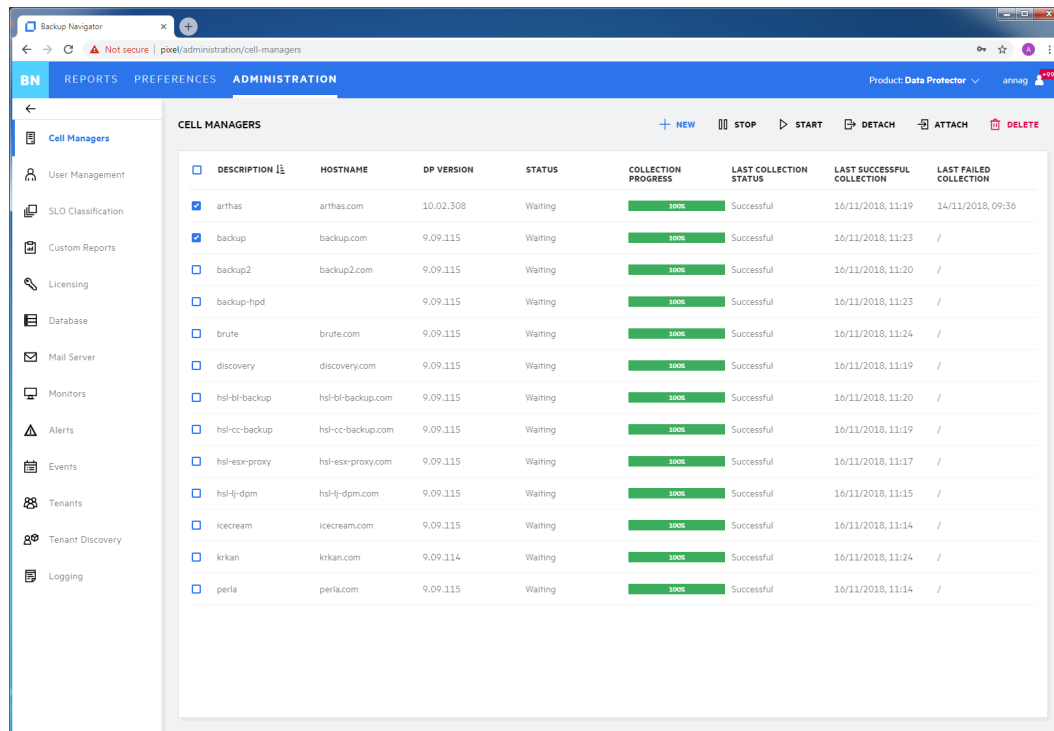 Backup Navigator
Not secure | pixel/administration/cell-managers
A
BN REPORTS PREFERENCES ADMINISTRATION Product: Data Protector annag +99
Cell Managers
User Management
SLO Classification
Custom Reports
Licensing
Database
Mail Server
Monitors
Alerts
Events
Tenants
Tenant Discovery
Logging
CELL MANAGERS NEW STOP START DETACH ATTACH DELETE
DESCRIPTION HOSTNAME DP VERSION STATUS COLLECTION PROGRESS LAST COLLECTION STATUS LAST SUCCESSFUL COLLECTION LAST FAILED COLLECTION
arthas arthas.com 10.02.308 Waiting 100% Successful 16/11/2018, 11:19 14/11/2018, 09:36
backup backup.com 9.09.115 Waiting 100% Successful 16/11/2018, 11:23 /
backup2 backup2.com 9.09.115 Waiting 100% Successful 16/11/2018, 11:20 /
backup-hpd 9.09.115 Waiting 100% Successful 16/11/2018, 11:23 /
brute brute.com 9.09.115 Waiting 100% Successful 16/11/2018, 11:24 /
discovery discovery.com 9.09.115 Waiting 100% Successful 16/11/2018, 11:19 /
hsl-bl-backup hsl-bl-backup.com 9.09.115 Waiting 100% Successful 16/11/2018, 11:20 /
hsl-cc-backup hsl-cc-backup.com 9.09.115 Waiting 100% Successful 16/11/2018, 11:19 /
hsl-esx-proxy hsl-esx-proxy.com 9.09.115 Waiting 100% Successful 16/11/2018, 11:17 /
hsl-lj-dpm hsl-lj-dpm.com 9.09.115 Waiting 100% Successful 16/11/2018, 11:15 /
icecream icecream.com 9.09.115 Waiting 100% Successful 16/11/2018, 11:14 /
krkan krkan.com 9.09.114 Waiting 100% Successful 16/11/2018, 11:24 /
perla perla.com 9.09.115 Waiting 100% Successful 16/11/2018, 11:14 /